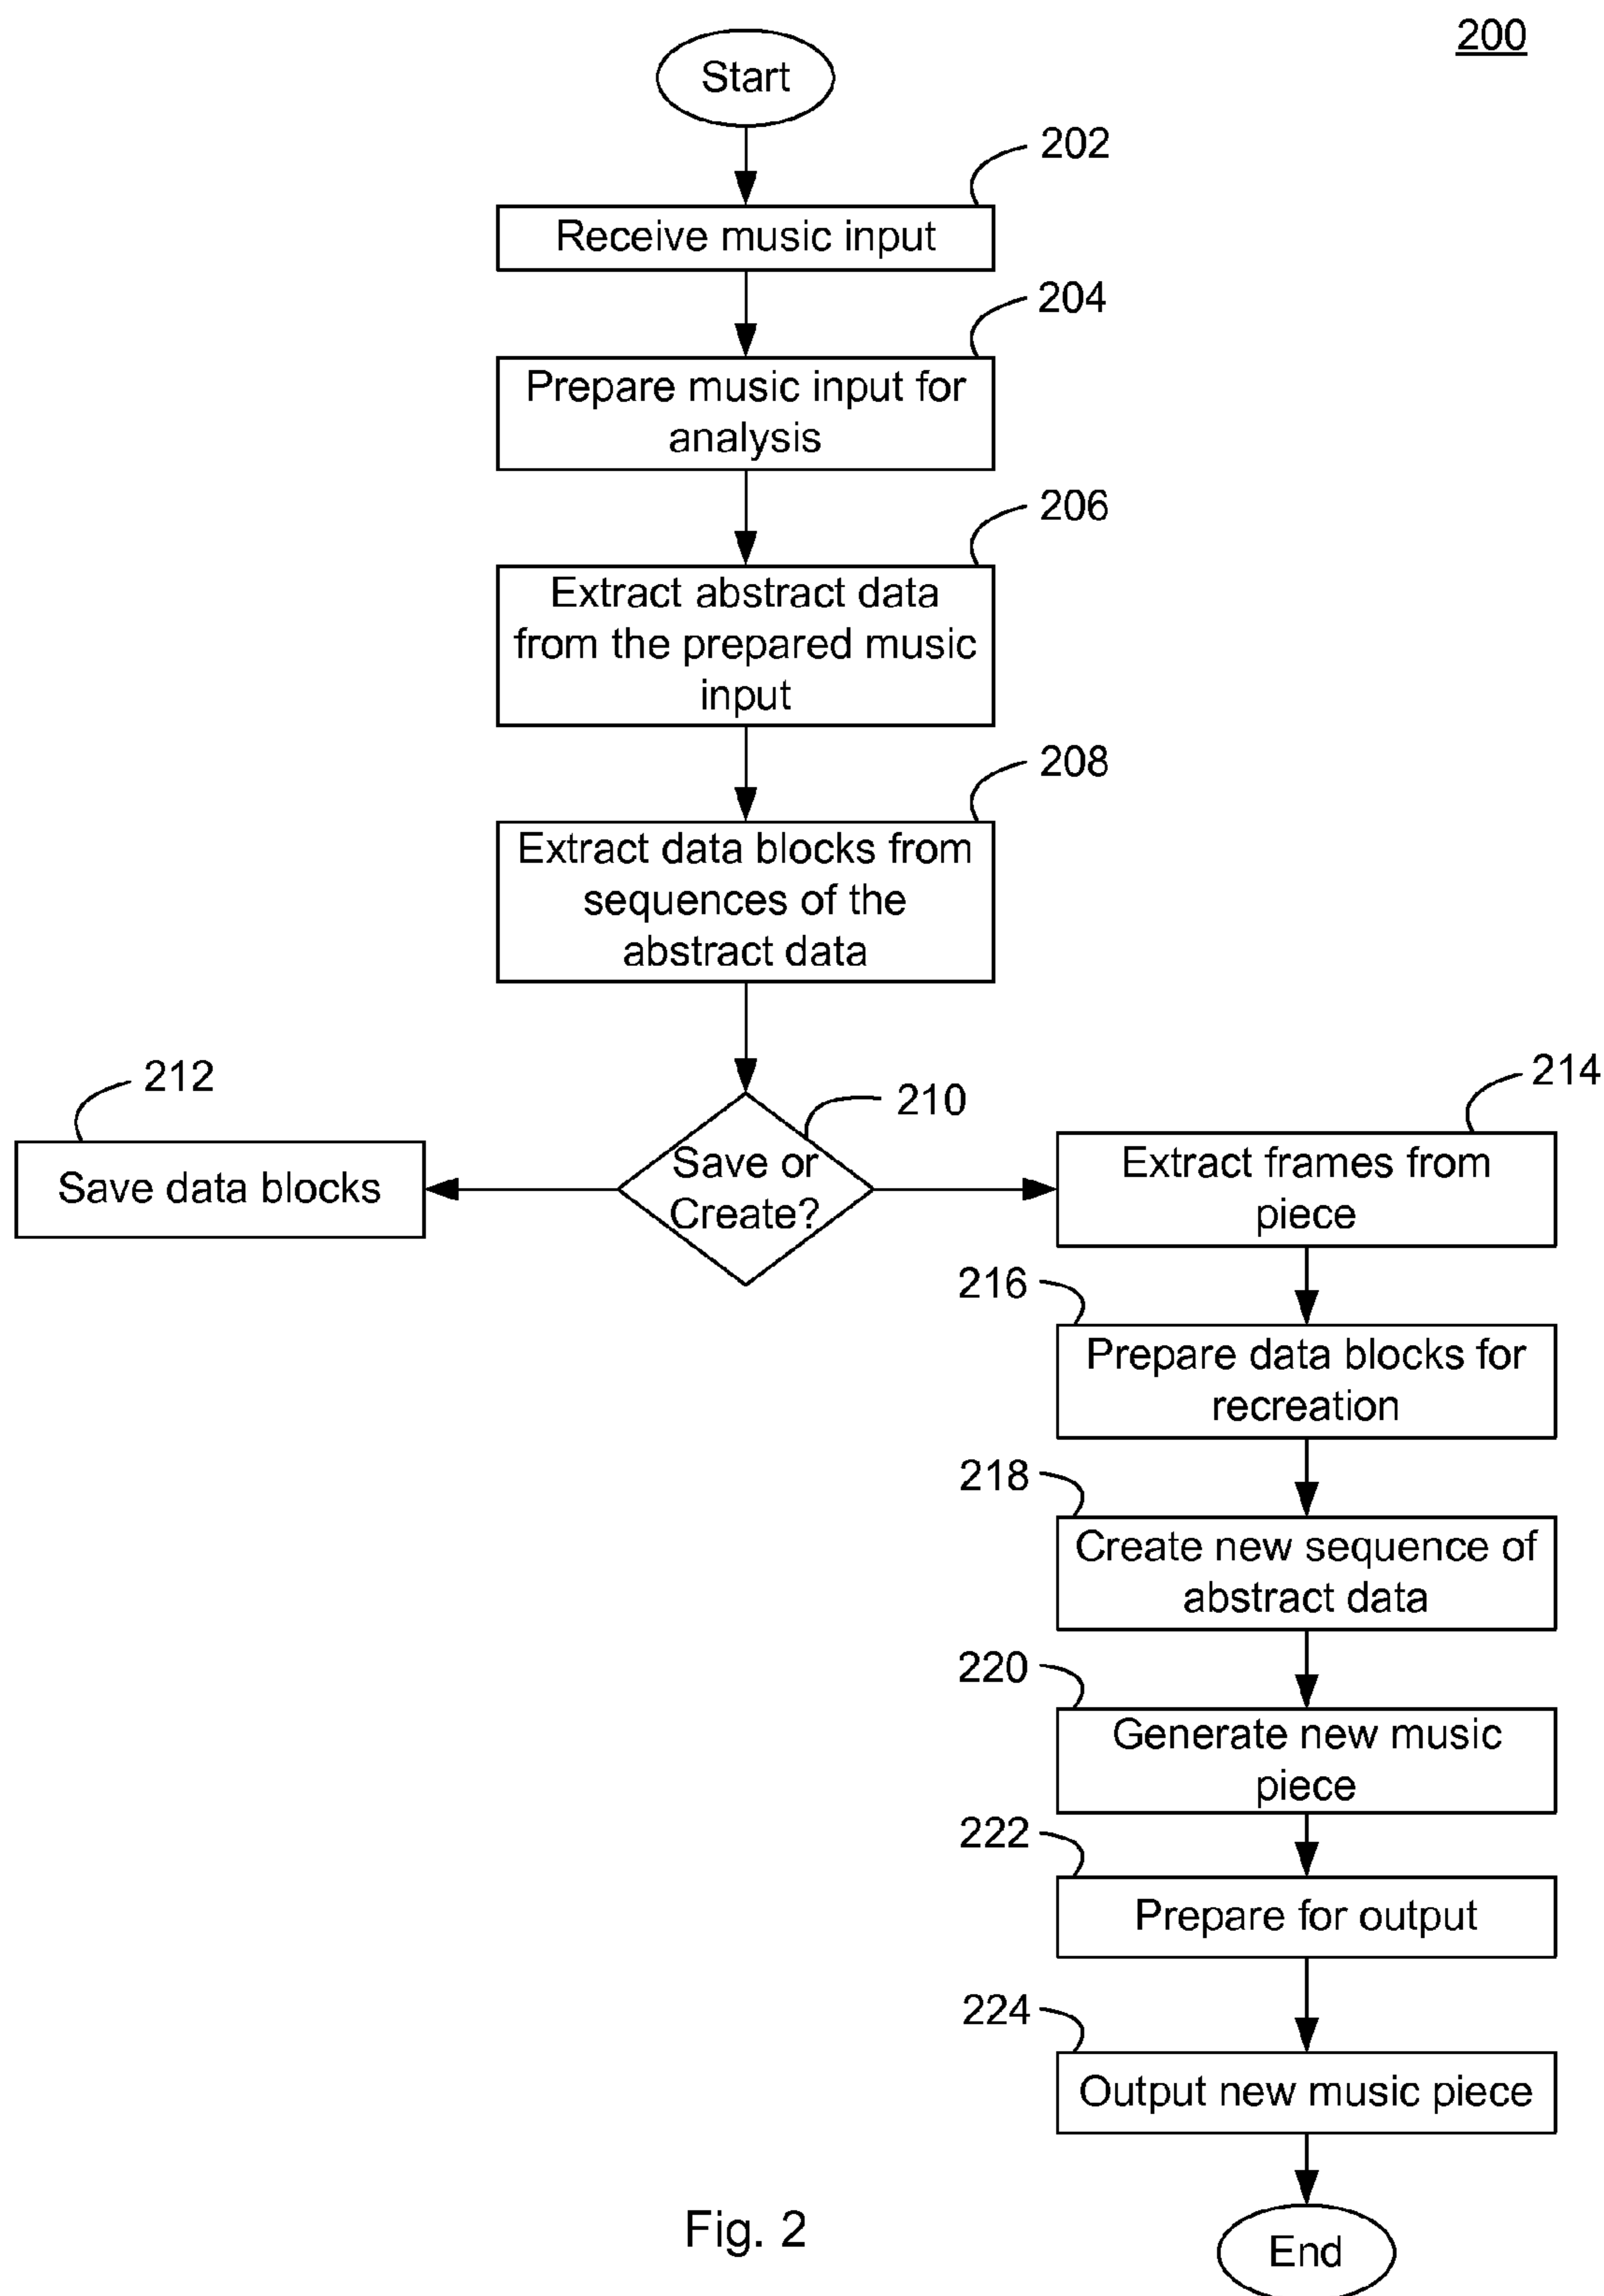 200
Start
202
Receive music input
204
Prepare music input for
analysis
206
Extract abstract data
from the prepared music
input
208
Extract data blocks from
sequences of the
abstract data
210
Save or
Create?
212
Save data blocks
214
Extract frames from
piece
216
Prepare data blocks for
recreation
218
Create new sequence of
abstract data
220
Generate new music
piece
222
Prepare for output
224
Output new music piece
End
Fig. 2